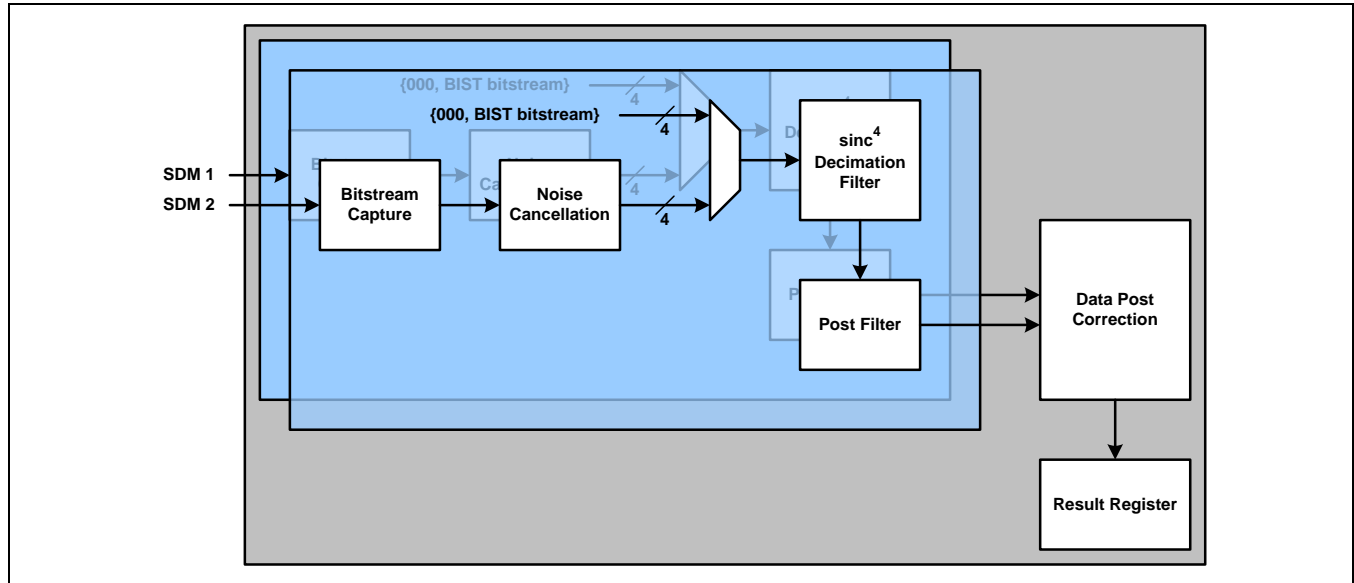 {000, BIST bitstream}
4
{000, BIST bitstream}
4
sinc4
Decimation
Filter
SDM 1
SDM 2
Bitstream
Capture
Noise
Cancellation
4
4
Post Filter
Data Post
Correction
Result Register